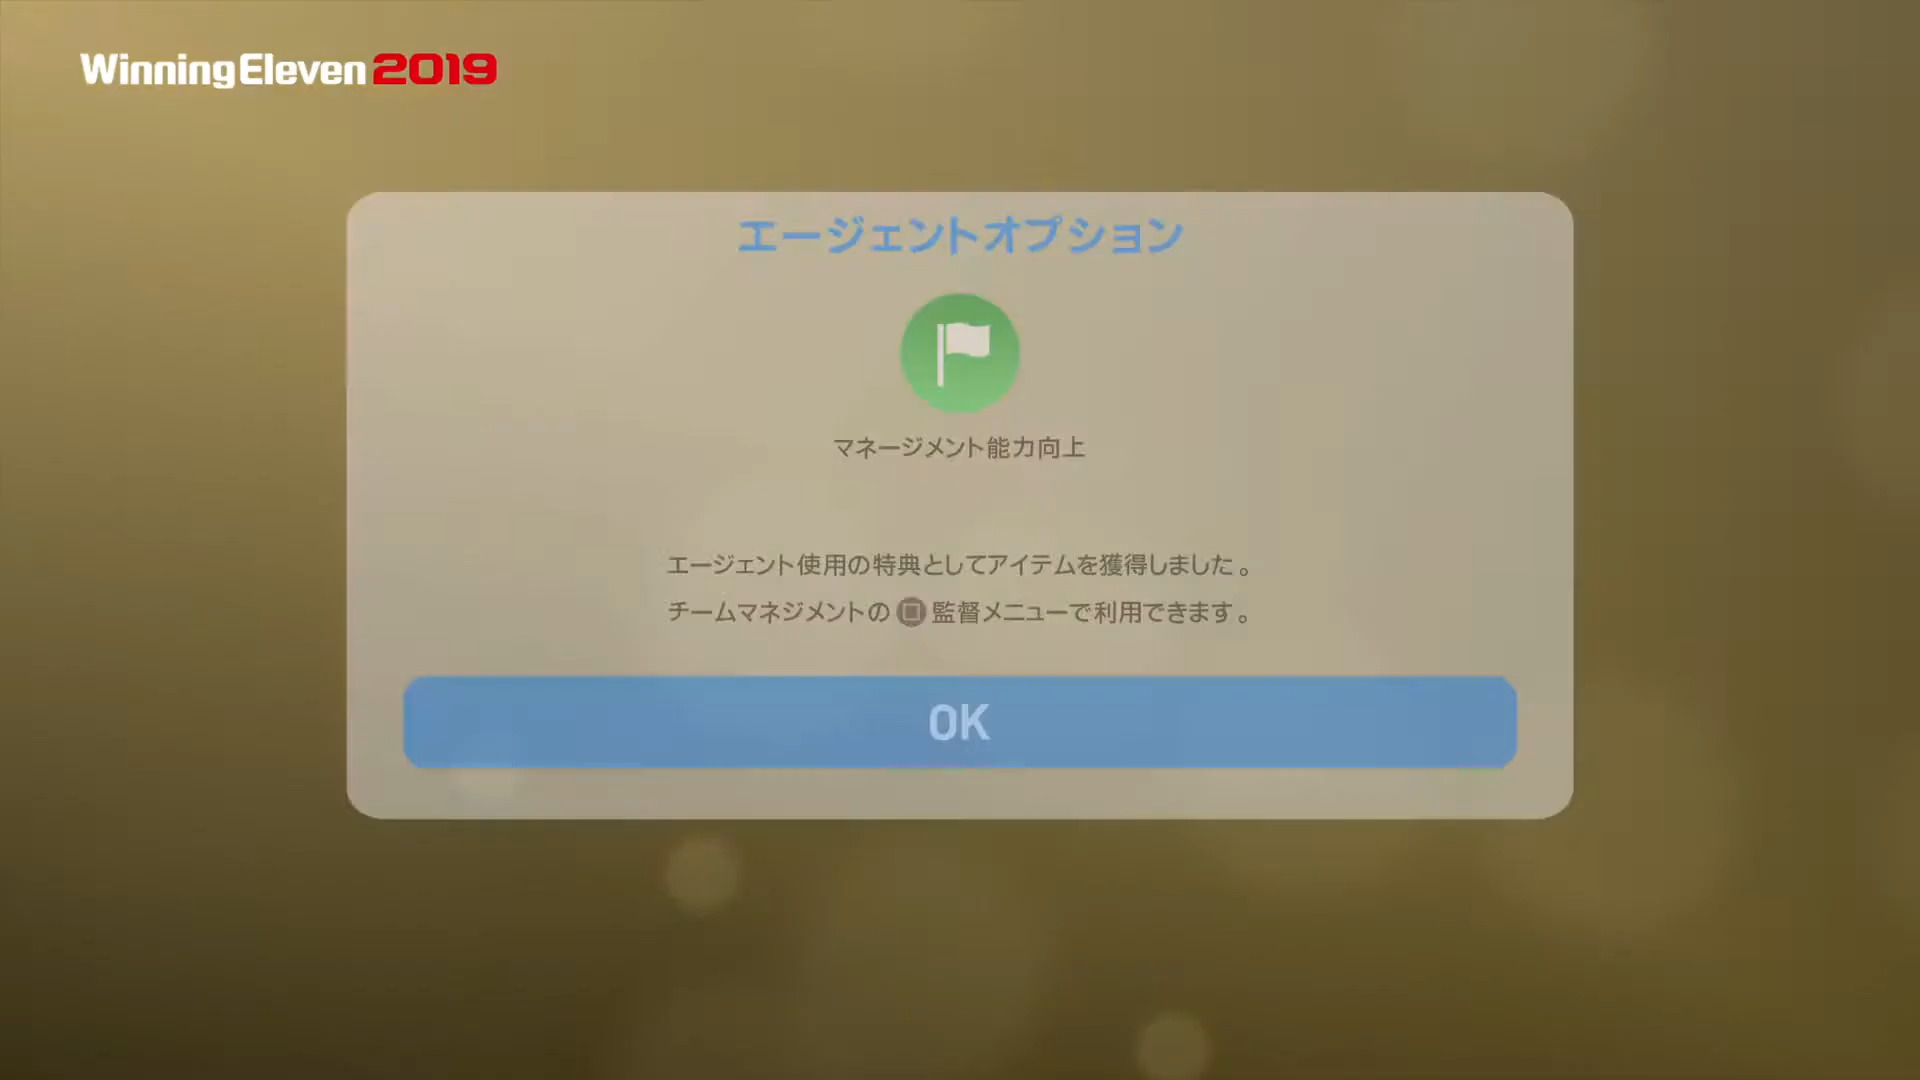 WinningEleven 2019
エージェントオプション
マネージメント能力向上
エージェント使用の特典としてアイテムを獲得しました。
チームマネジメントの 監督メニューで利用できます。
OK